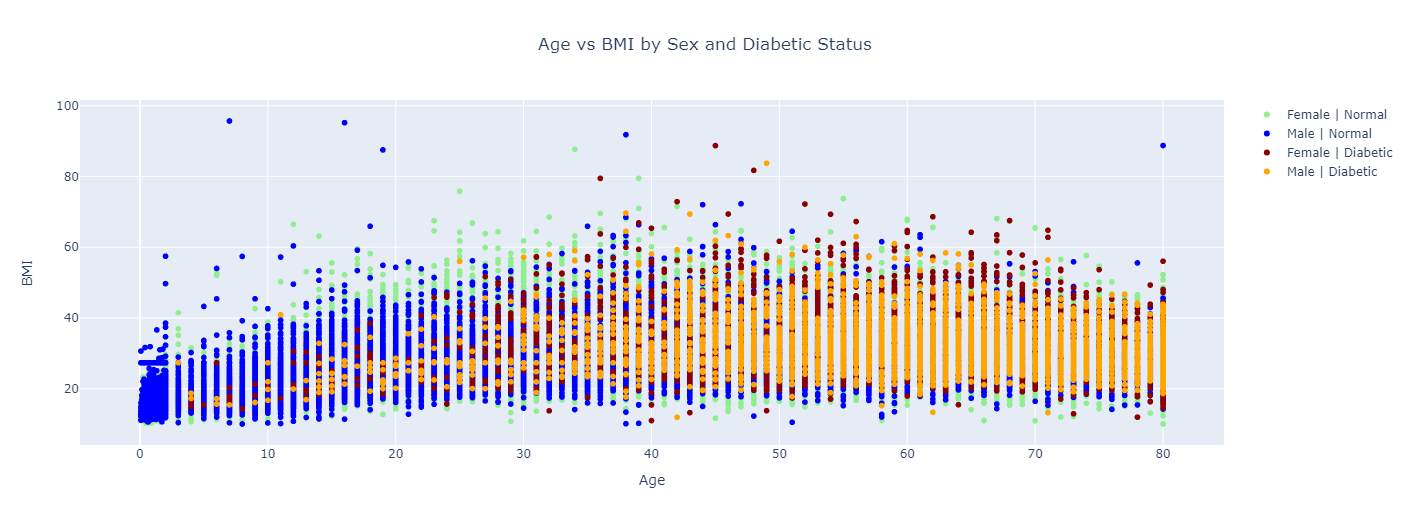 Age vs BMI by Sex and Diabetic Status
100
80
60
40
20
BMI
0
10
20
30
40
50
60
70
80
Age
Female | Normal
Male | Normal
Female | Diabetic
Male | Diabetic